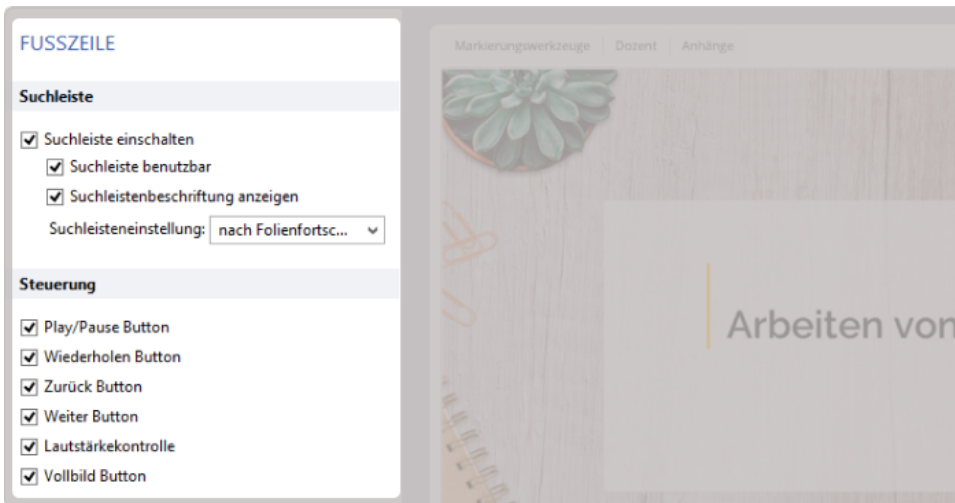 FUSSZEILE
Suchleiste
Suchleiste einschalten
Suchleiste benutzbar
Suchleistenbeschriftung anzeigen
Suchleisteneinstellung: nach Folienfortsc...
Steuerung
Play/Pause Button
Wiederholen Button
Zurück Button
Weiter Button
Lautstärkekontrolle
Vollbild Button
Markierungswerkzeuge Dozent Anhänge
Arbeiten von